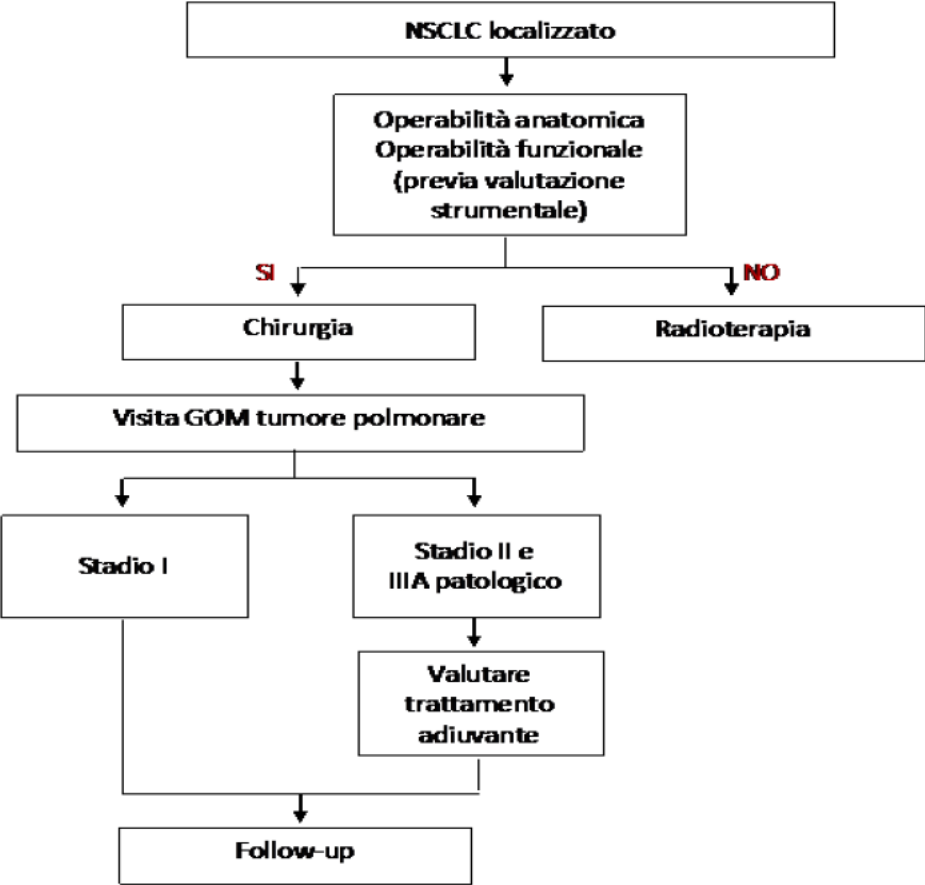 NSCLC localizzato
Operabilità anatomica
Operabilità funzionale
(previa valutazione
strumentale)
SI
NO
Chirurgia
Radioterapia
Visita GOM tumore polmonare
Stadio I
Stadio II e
IIIA patologico
Valutare
trattamento
adiuvante
Follow-up